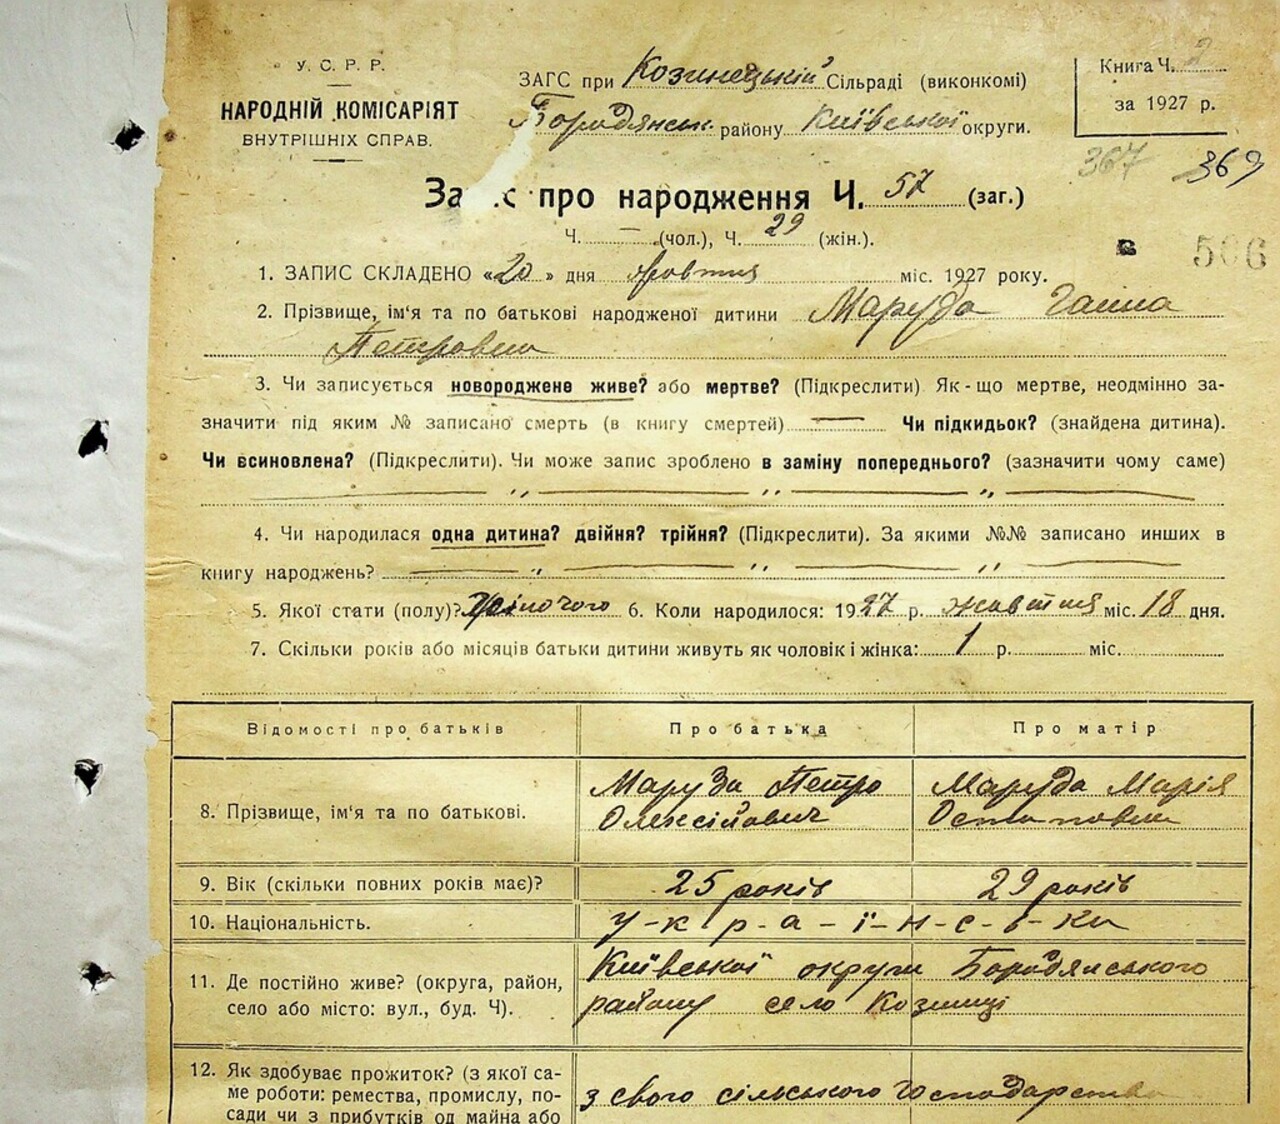 У. С. Р. Р.
НАРОДНІЙ КОМІСАРІЯТ
ВНУТРІШНІХ СПРАВ.
ЗАГС при Козинецькій Сільраді (виконкомі)
Бородянськ. району Київської округи.
Книга Ч. 2
за 1927 р.
367 369
Запис про народження Ч. 57 (заг.)
Ч. — (чол.), Ч. 29 (жін.).
506
1. ЗАПИС СКЛАДЕНО «20» дня жовтня міс. 1927 року.
2. Прізвище, ім'я та по батькові народженої дитини Маруда Ганна
Петровна
3. Чи записується новороджене живе? або мертве? (Підкреслити) Як-що мертве, неодмінно за-
значити під яким № записано смерть (в книгу смертей) — Чи підкидьок? (знайдена дитина).
Чи всиновлена? (Підкреслити). Чи може запис зроблено в заміну попереднього? (зазначити чому саме)
— „ — „ — „ —
4. Чи народилася одна дитина? двійня? трійня? (Підкреслити). За якими №№ записано инших в
книгу народжень? — „ — „ — „ —
5. Якої стати (полу)? Жіночого 6. Коли народилося: 1927 р. жовтня міс. 18 дня.
7. Скільки років або місяців батьки дитини живуть як чоловік і жінка: 1 р. міс.
Відомості про батьків Про батька Про матір
8. Прізвище, ім'я та по батькові.
Маруда Петро
Олексійович
Маруда Марія
Остаповна
9. Вік (скільки повних років має)? 25 років 29 років
10. Національність. у-к-р-а-ї-н-с-ь-ка
11. Де постійно живе? (округа, район,
село або місто: вул., буд. Ч).
Київської округи Бородянського
району село Козинці
12. Як здобуває прожиток? (з якої са-
ме роботи: ремества, промислу, по-
сади чи з прибутків од майна або
з свого сільського господарства